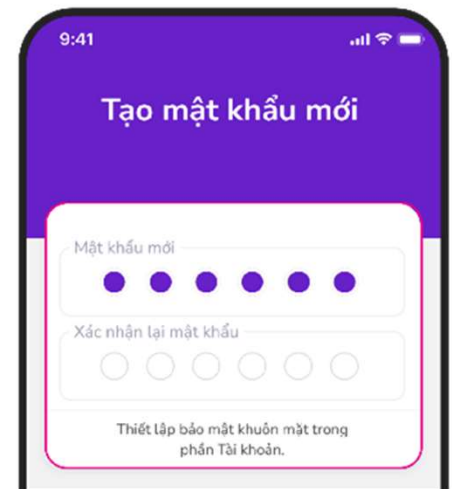 9:41
Tạo mật khẩu mới
Mật khẩu mới
Xác nhận lại mật khẩu
Thiết lập bảo mật khuôn mặt trong
phần Tài khoản.